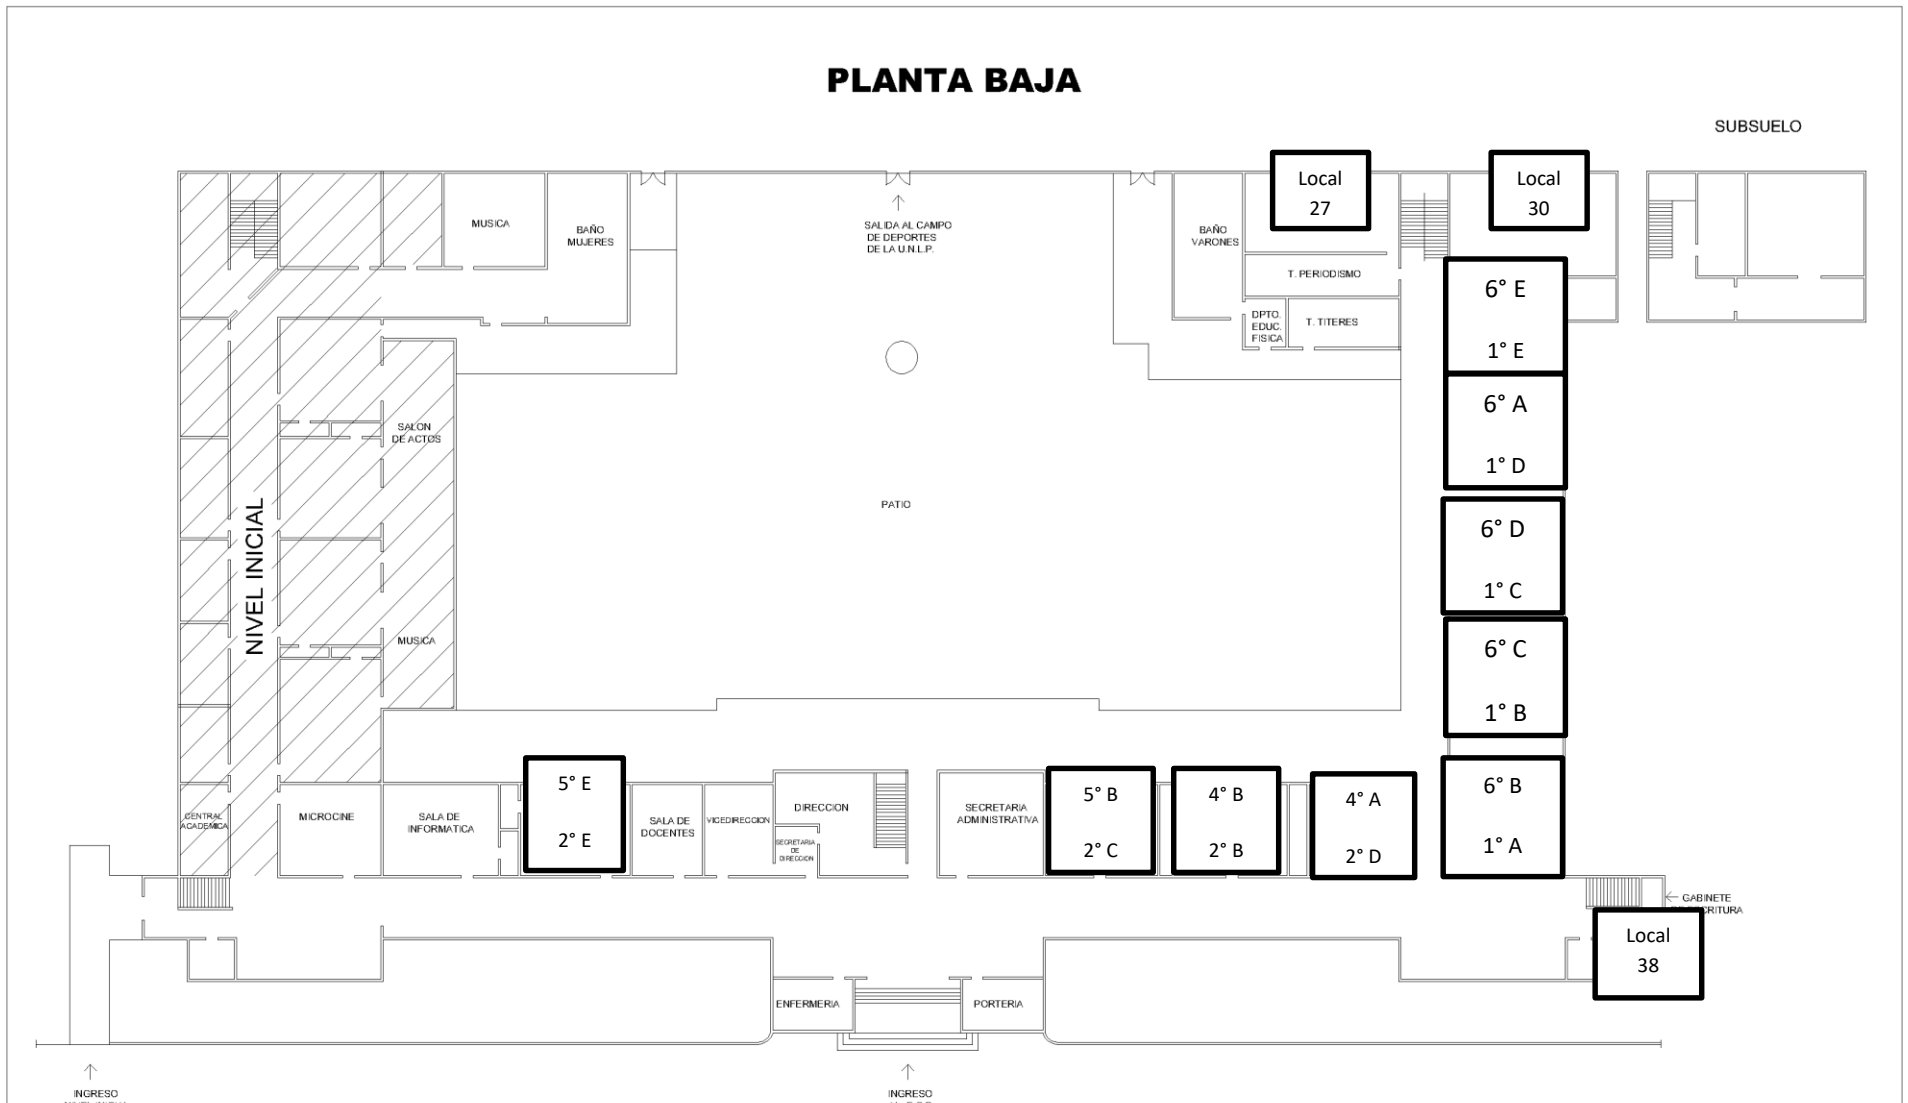 PLANTA BAJA
SUBSUELO
Local
27
Local
30
MUSICA
BAÑO
MUJERES
SALIDA AL CAMPO
DE DEPORTES
DE LA U.N.L.P.
BAÑO
VARONES
T. PERIODISMO
DPTO.
EDUC.
FISICA
T. TITERES
6° E
1° E
6° A
1° D
SALON
DE ACTOS
PATIO
NIVEL INICIAL
6° D
1° C
MUSICA
6° C
1° B
5° E
2° E
5° B
2° C
4° B
2° B
4° A
2° D
6° B
1° A
CENTRAL
ACADEMICA
MICROCINE
SALA DE
INFORMATICA
SALA DE
DOCENTES
VICEDIRECCION
DIRECCION
SECRETARIA
DE
DIRECCION
SECRETARIA
ADMINISTRATIVA
GABINETE
Local
38
ENFERMERIA
PORTERIA
INGRESO
INGRESO